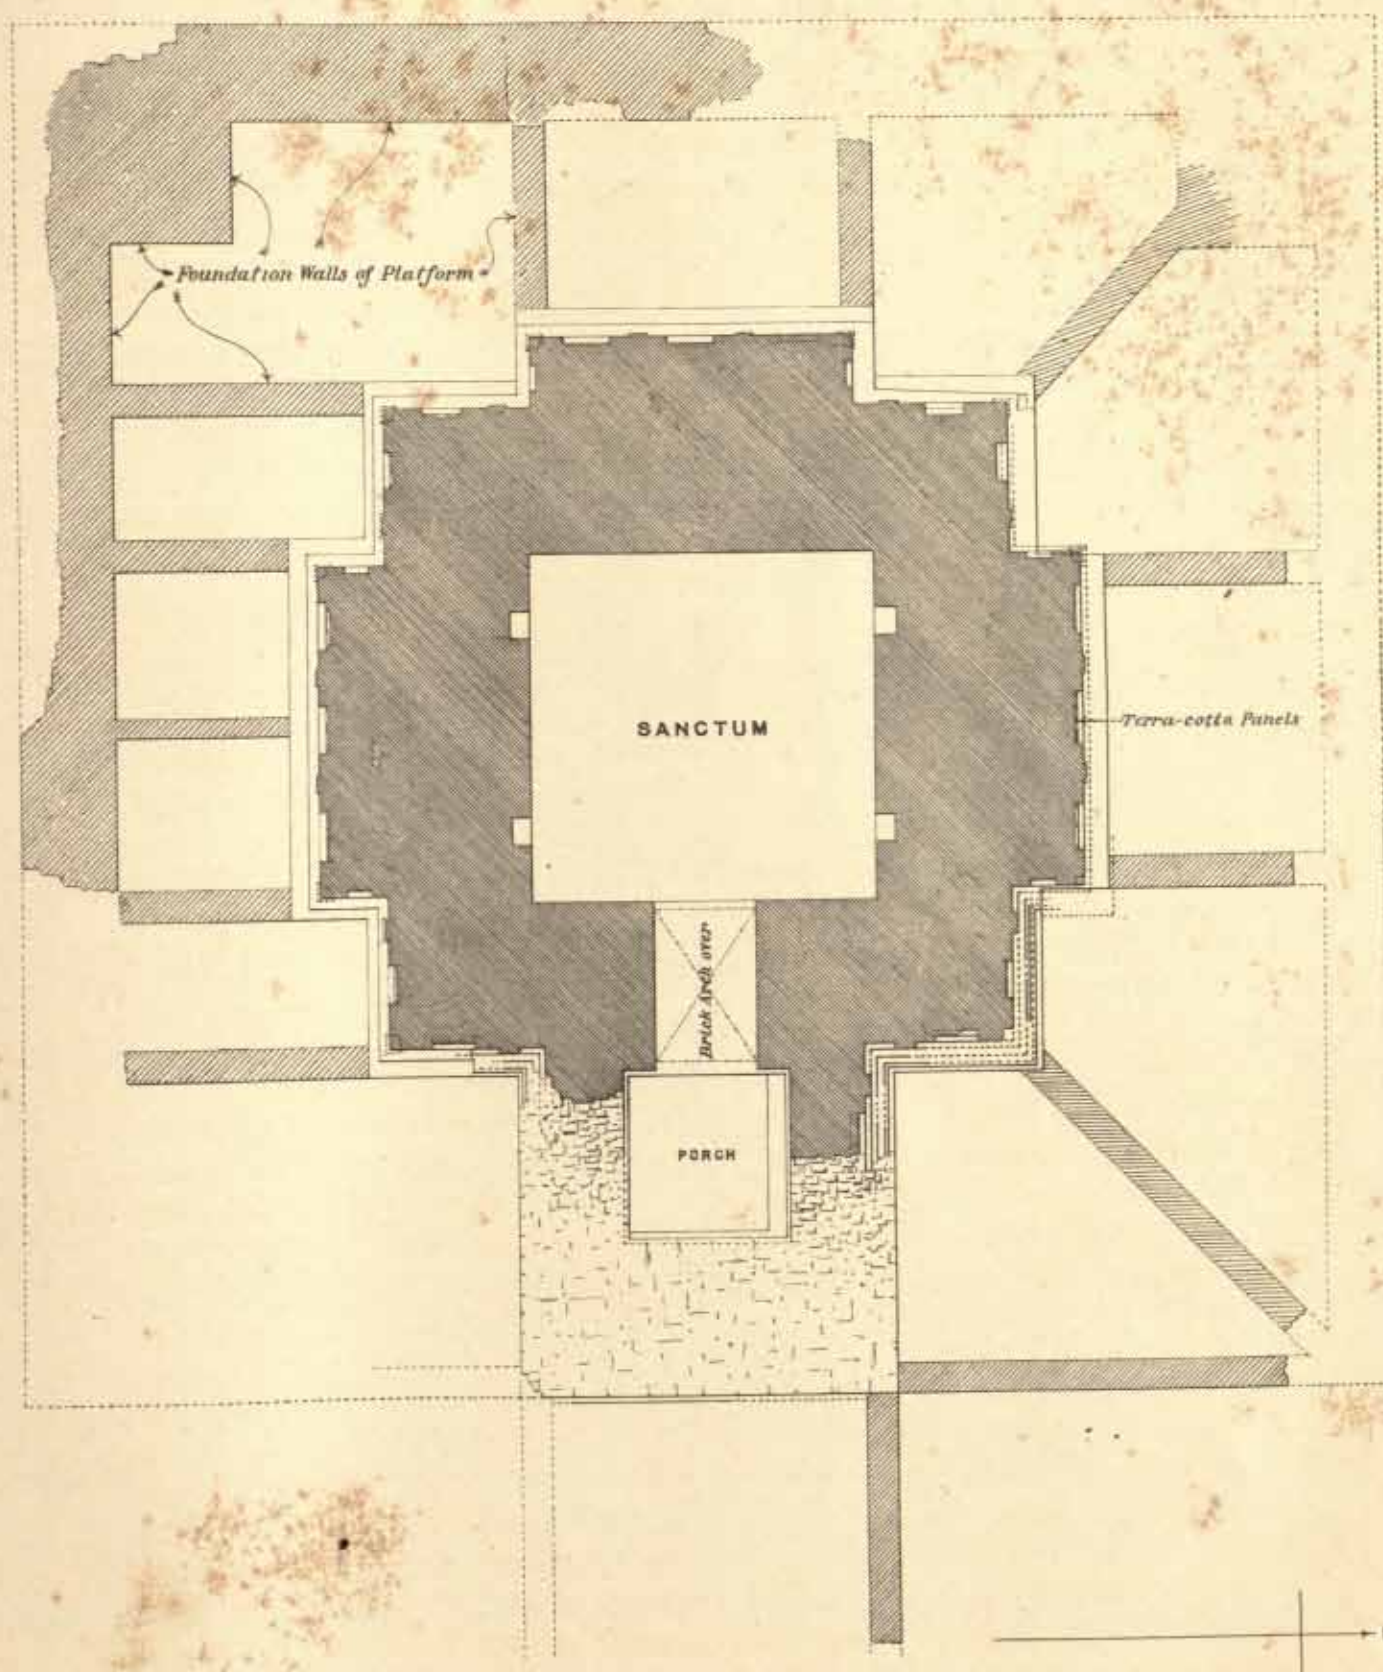 Foundation Walls of Platform
SANCTUM
Terra-cotta Panels
Brick Arch over
PORCH